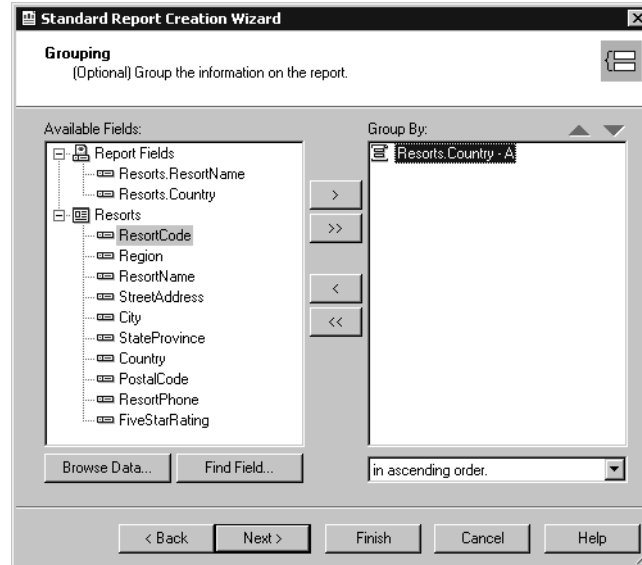 Standard Report Creation Wizard
Grouping
(Optional) Group the information on the report.
Available Fields:
Group By:
Report Fields
Resorts.ResortName
Resorts.Country
Resorts
ResortCode
Region
ResortName
StreetAddress
City
StateProvince
Country
PostalCode
ResortPhone
FiveStarRating
>
>>
<
<<
Resorts.Country - A
Browse Data...
Find Field...
in ascending order.
< Back
Next >
Finish
Cancel
Help